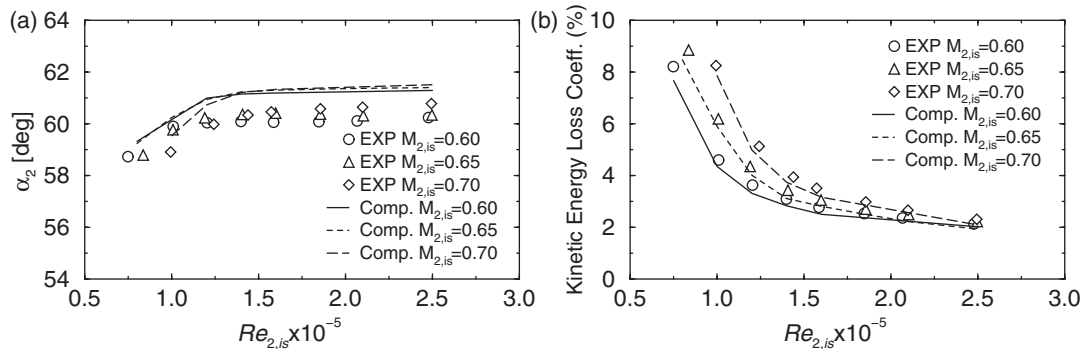 (a)
64
62
60
58
56
54
α2 [deg]
EXP M2,is=0.60
EXP M2,is=0.65
EXP M2,is=0.70
Comp. M2,is=0.60
Comp. M2,is=0.65
Comp. M2,is=0.70
0.5 1.0 1.5 2.0 2.5 3.0
Re2,isx10−5
(b)
10
8
6
4
2
0
Kinetic Energy Loss Coeff. (%)
EXP M2,is=0.60
EXP M2,is=0.65
EXP M2,is=0.70
Comp. M2,is=0.60
Comp. M2,is=0.65
Comp. M2,is=0.70
0.5 1.0 1.5 2.0 2.5 3.0
Re2,isx10−5